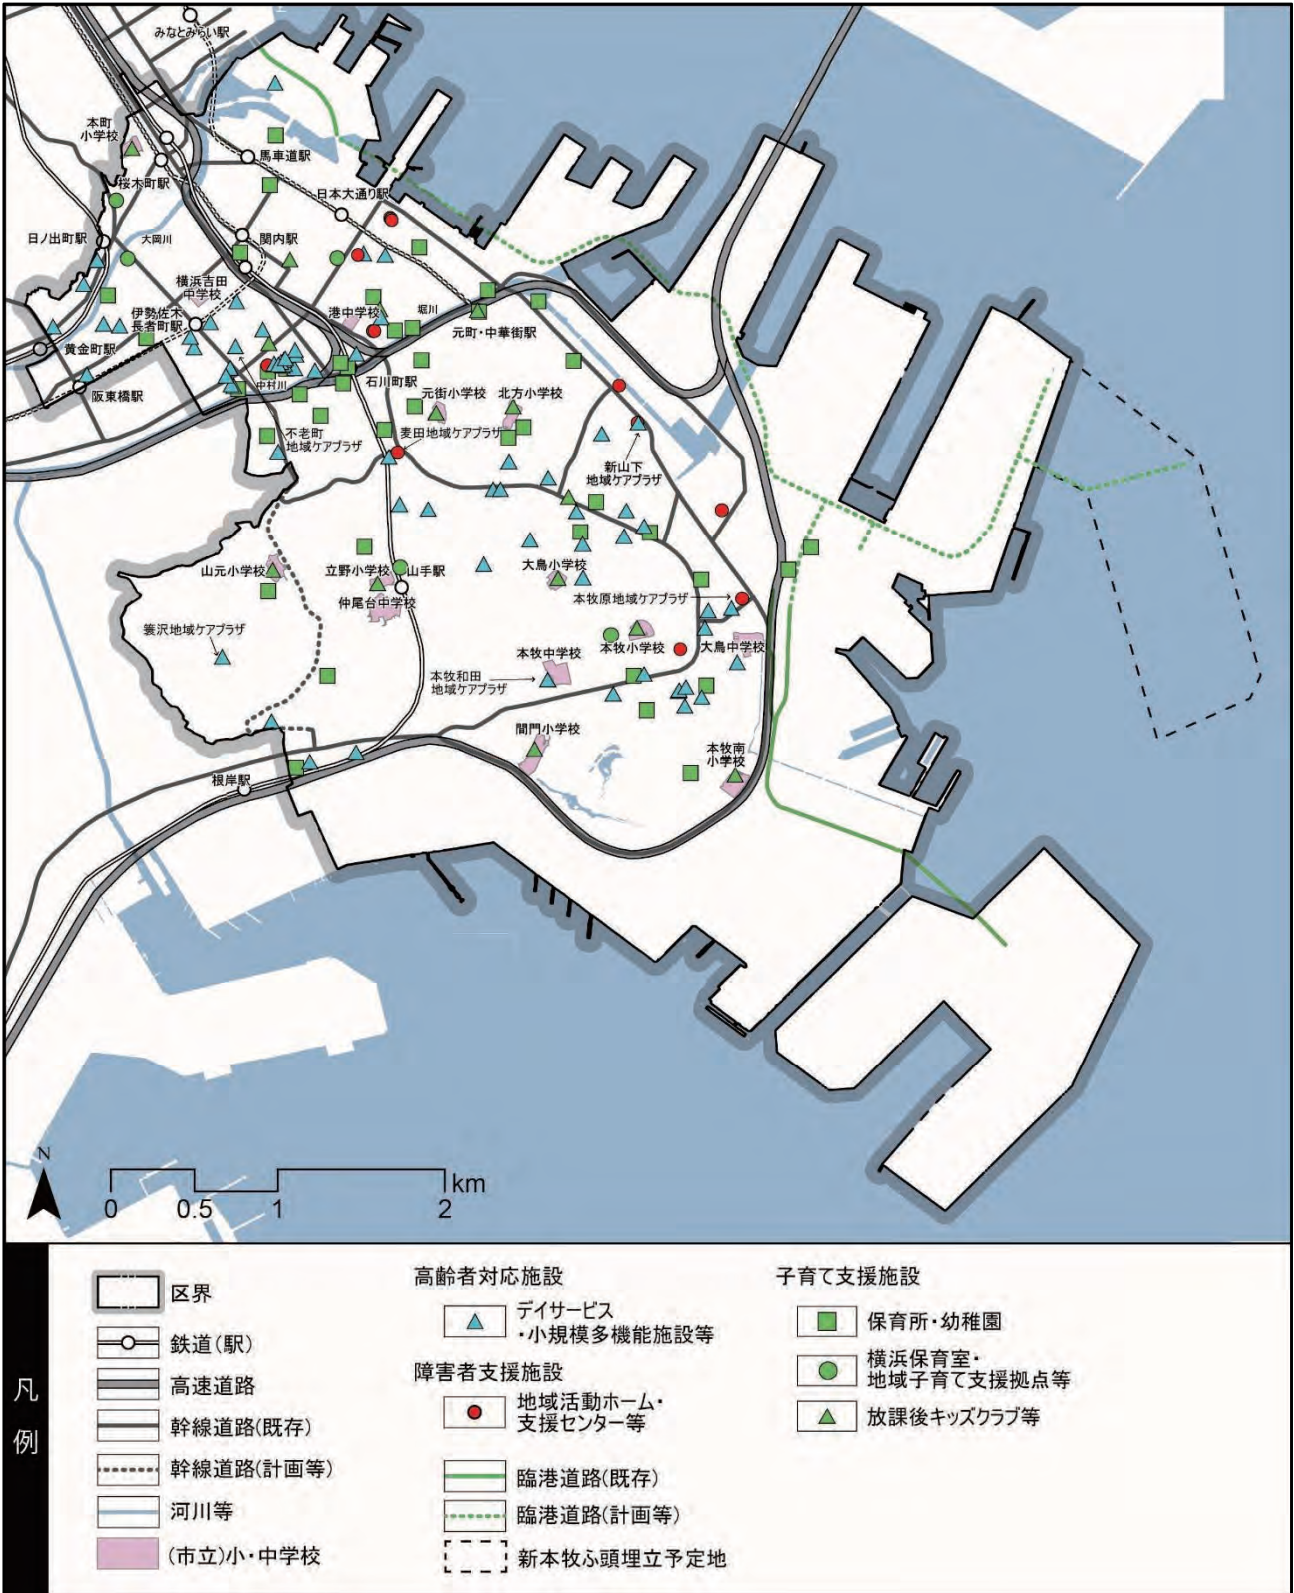 みなとみらい駅
本町
小学校
馬車道駅
桜木町駅
日本大通り駅
日ノ出町駅
大岡川
関内駅
横浜吉田
中学校
伊勢佐木
長者町駅
港中学校
堀川
元町・中華街駅
黄金町駅
阪東橋駅
中村川
石川町駅
元街小学校
北方小学校
不老町
地域ケアプラザ
麦田地域ケアプラザ
新山下
地域ケアプラザ
山元小学校
立野小学校
山手駅
大鳥小学校
仲尾台中学校
本牧原地域ケアプラザ
簑沢地域ケアプラザ
本牧中学校
本牧小学校
大鳥中学校
本牧和田
地域ケアプラザ
間門小学校
本牧南
小学校
根岸駅
N
km
0
0.5
1
2
凡例
区界
鉄道(駅)
高速道路
幹線道路(既存)
幹線道路(計画等)
河川等
(市立)小・中学校
高齢者対応施設
デイサービス
・小規模多機能施設等
障害者支援施設
地域活動ホーム・
支援センター等
臨港道路(既存)
臨港道路(計画等)
新本牧ふ頭埋立予定地
子育て支援施設
保育所・幼稚園
横浜保育室・
地域子育て支援拠点等
放課後キッズクラブ等